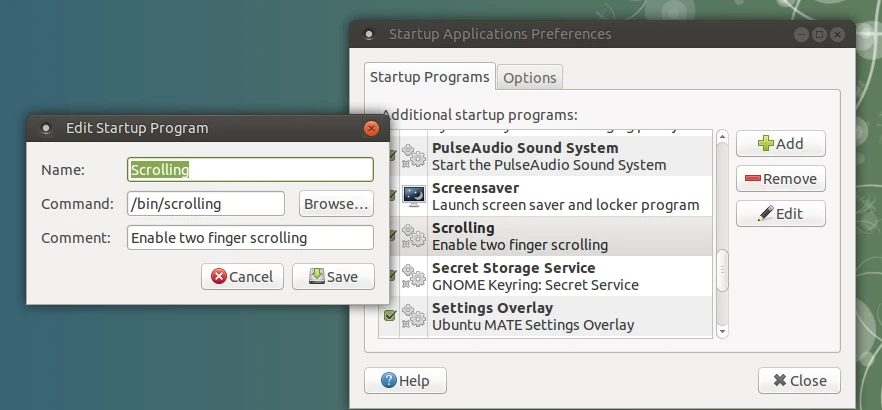 Startup Applications Preferences
Startup Programs
Options
Additional startup programs:
PulseAudio Sound System
Start the PulseAudio Sound System
Screensaver
Launch screen saver and locker program
Scrolling
Enable two finger scrolling
Secret Storage Service
GNOME Keyring: Secret Service
Settings Overlay
Ubuntu MATE Settings Overlay
Add
Remove
Edit
Help
Close
Edit Startup Program
Name: Scrolling
Command: /bin/scrolling Browse...
Comment: Enable two finger scrolling
Cancel Save